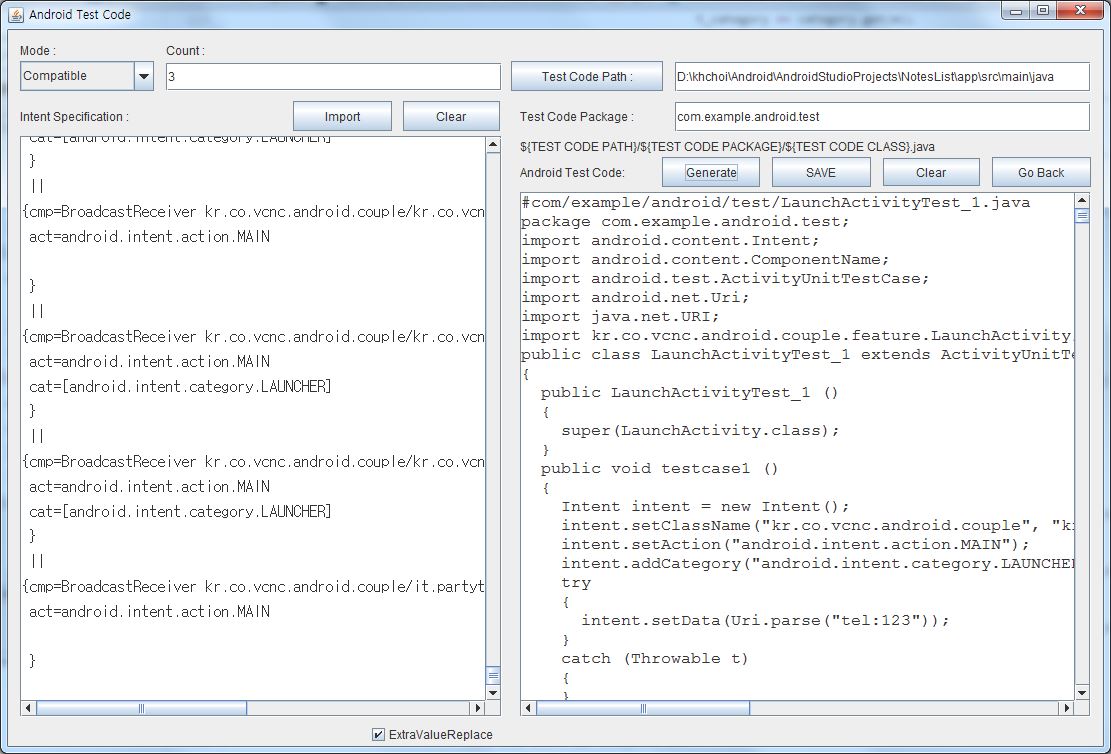 Android Test Code
Mode :
Count :
Compatible
3
Test Code Path :
D:\khchoi\Android\AndroidStudioProjects\NotesList\app\src\main\java
Intent Specification :
Import
Clear
Test Code Package :
com.example.android.test
${TEST CODE PATH}/${TEST CODE PACKAGE}/${TEST CODE CLASS}.java
Android Test Code:
Generate
SAVE
Clear
Go Back
cat=[android.intent.category.LAUNCHER]
}
||
{cmp=BroadcastReceiver kr.co.vcnc.android.couple/kr.co.vcn
act=android.intent.action.MAIN
}
||
{cmp=BroadcastReceiver kr.co.vcnc.android.couple/kr.co.vcn
act=android.intent.action.MAIN
cat=[android.intent.category.LAUNCHER]
}
||
{cmp=BroadcastReceiver kr.co.vcnc.android.couple/kr.co.vcn
act=android.intent.action.MAIN
cat=[android.intent.category.LAUNCHER]
}
||
{cmp=BroadcastReceiver kr.co.vcnc.android.couple/it.partyt
act=android.intent.action.MAIN
}
#com/example/android/test/LaunchActivityTest_1.java
package com.example.android.test;
import android.content.Intent;
import android.content.ComponentName;
import android.test.ActivityUnitTestCase;
import android.net.Uri;
import java.net.URI;
import kr.co.vcnc.android.couple.feature.LaunchActivity
public class LaunchActivityTest_1 extends ActivityUnitTe
{
public LaunchActivityTest_1 ()
{
super(LaunchActivity.class);
}
public void testcase1 ()
{
Intent intent = new Intent();
intent.setClassName("kr.co.vcnc.android.couple", "k
intent.setAction("android.intent.action.MAIN");
intent.addCategory("android.intent.category.LAUNCHE
try
{
intent.setData(Uri.parse("tel:123"));
}
catch (Throwable t)
{
}
ExtraValueReplace